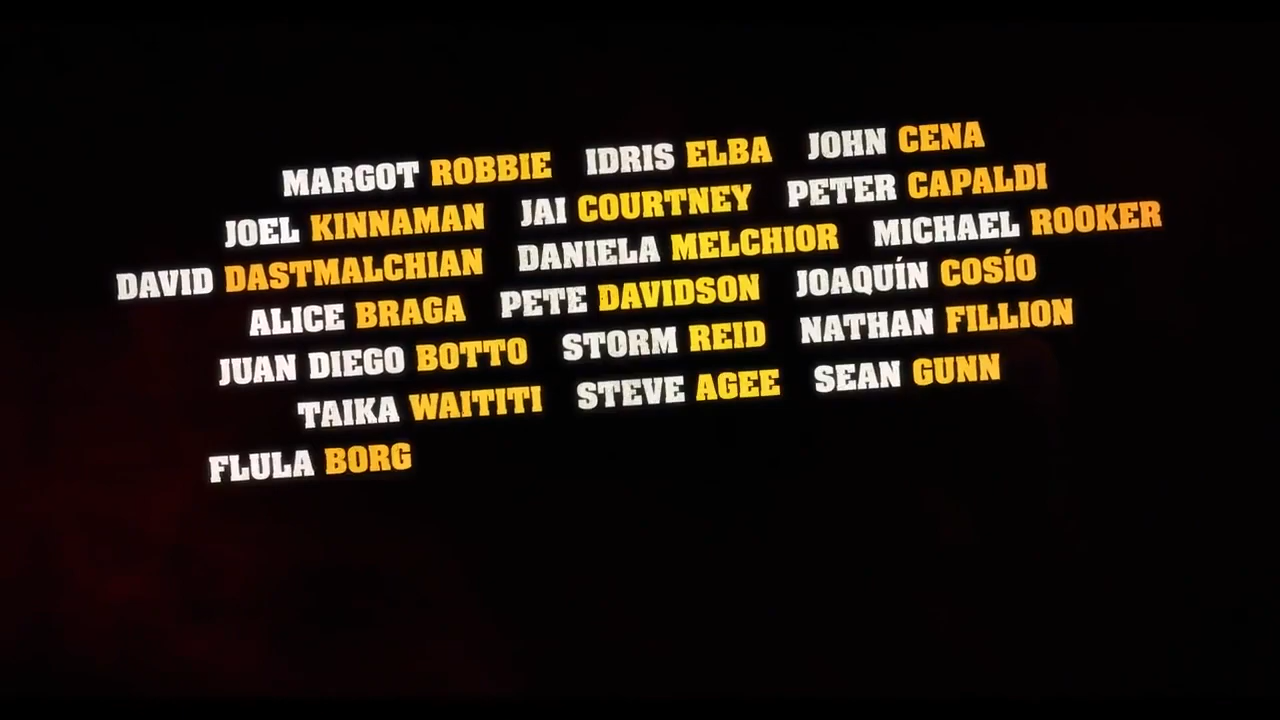 MARGOT ROBBIE IDRIS ELBA JOHN CENA
JOEL KINNAMAN JAI COURTNEY PETER CAPALDI
DAVID DASTMALCHIAN DANIELA MELCHIOR MICHAEL ROOKER
ALICE BRAGA PETE DAVIDSON JOAQUÍN COSÍO
JUAN DIEGO BOTTO STORM REID NATHAN FILLION
TAIKA WAITITI STEVE AGEE SEAN GUNN
FLULA BORG